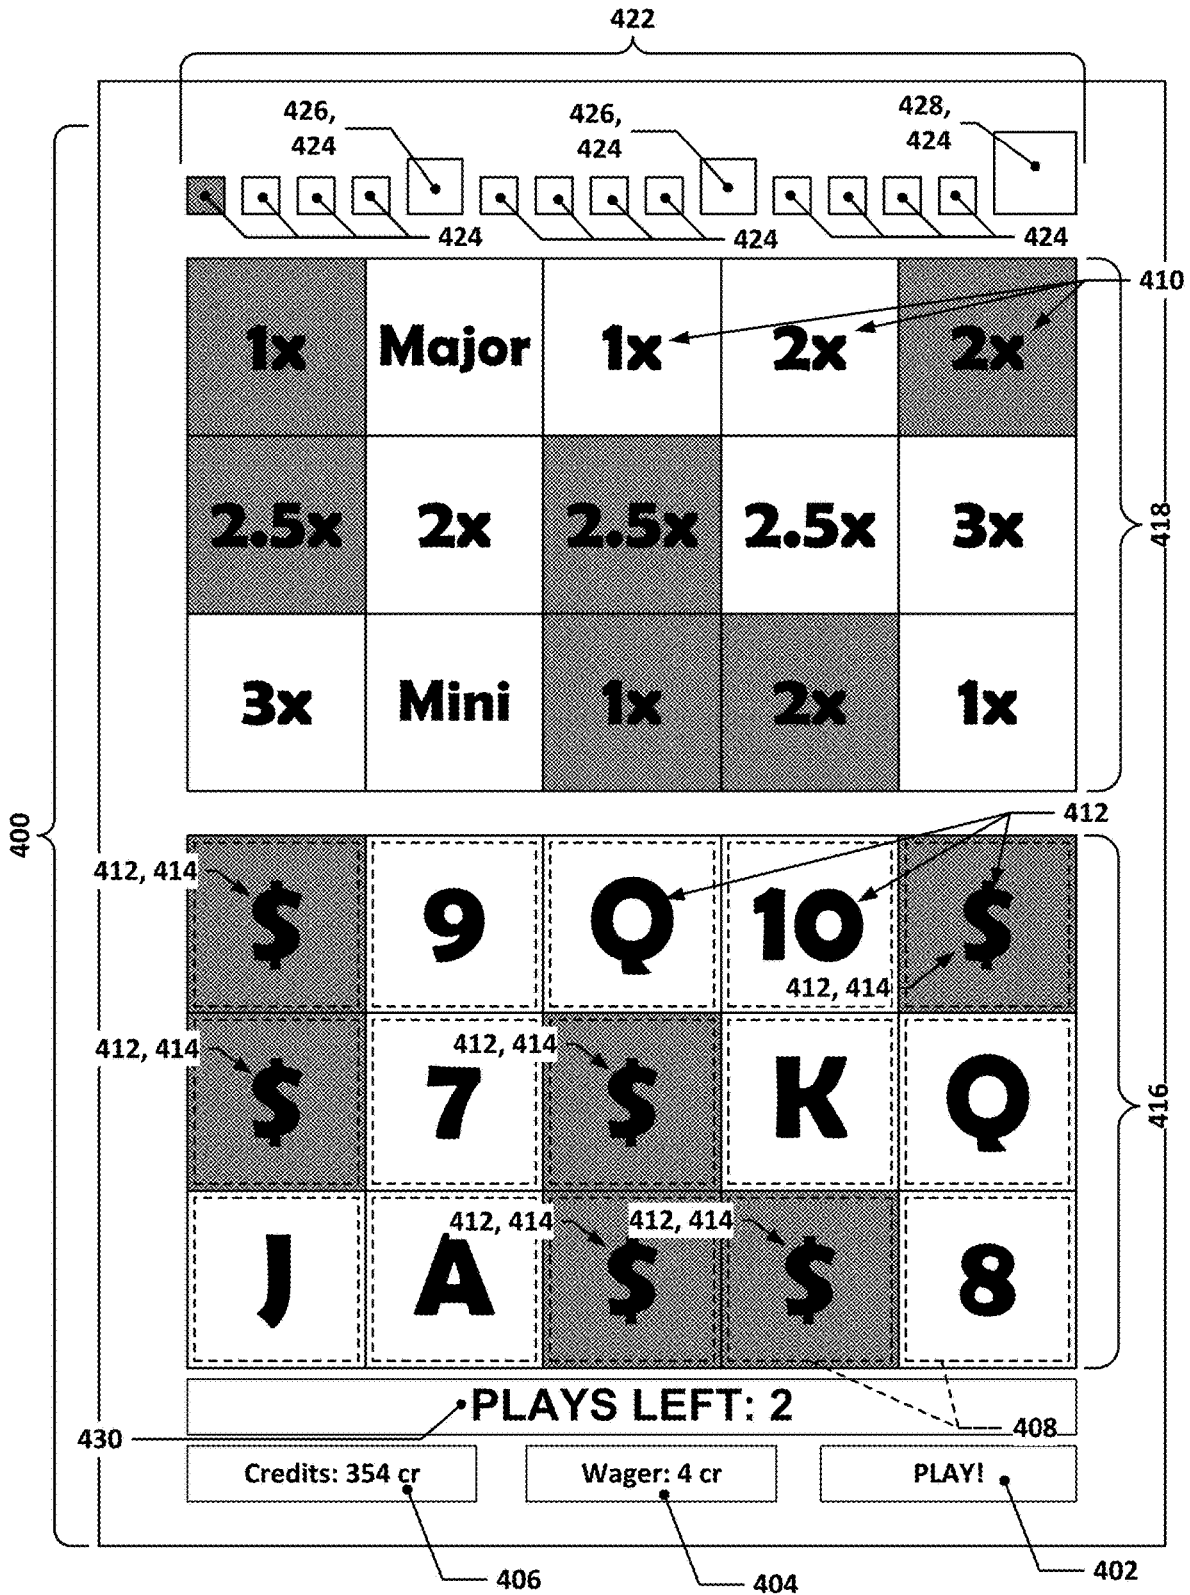 422
426,
424
426,
424
428,
424
424
424
424
410
1x Major 1x 2x 2x
2.5x 2x 2.5x 2.5x 3x
418
3x Mini 1x 2x 1x
400
412
412, 414
$ 9 Q 10 $
412, 414
412, 414
412, 414
$ 7 $ K Q
416
412, 414
412, 414
J A $ $ 8
PLAYS LEFT: 2
408
430
Credits: 354 cr
Wager: 4 cr
PLAY!
406
404
402